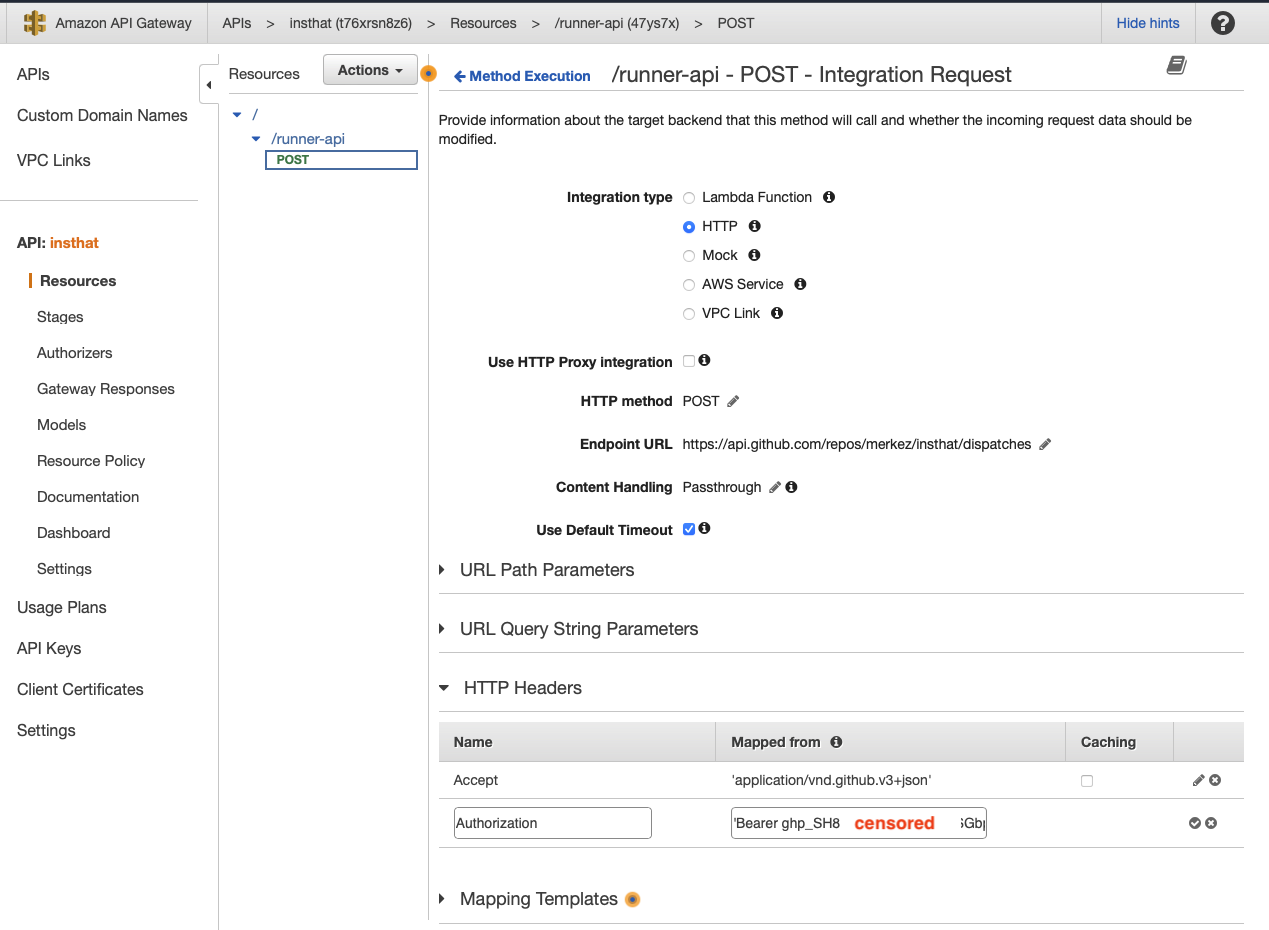 Amazon API Gateway APIs > insthat (t76xrsn8z6) > Resources > /runner-api (47ys7x) > POST Hide hints ?
APIs
Custom Domain Names
VPC Links
API: insthat
Resources
Stages
Authorizers
Gateway Responses
Models
Resource Policy
Documentation
Dashboard
Settings
Usage Plans
API Keys
Client Certificates
Settings
Resources Actions
/
/runner-api
POST
Method Execution /runner-api - POST - Integration Request
Provide information about the target backend that this method will call and whether the incoming request data should be
modified.
Integration type Lambda Function
HTTP
Mock
AWS Service
VPC Link
Use HTTP Proxy integration
HTTP method POST
Endpoint URL https://api.github.com/repos/merkez/insthat/dispatches
Content Handling Passthrough
Use Default Timeout
URL Path Parameters
URL Query String Parameters
HTTP Headers
Name Mapped from Caching
Accept 'application/vnd.github.v3+json'
Authorization 'Bearer ghp_SH8 censored
Mapping Templates